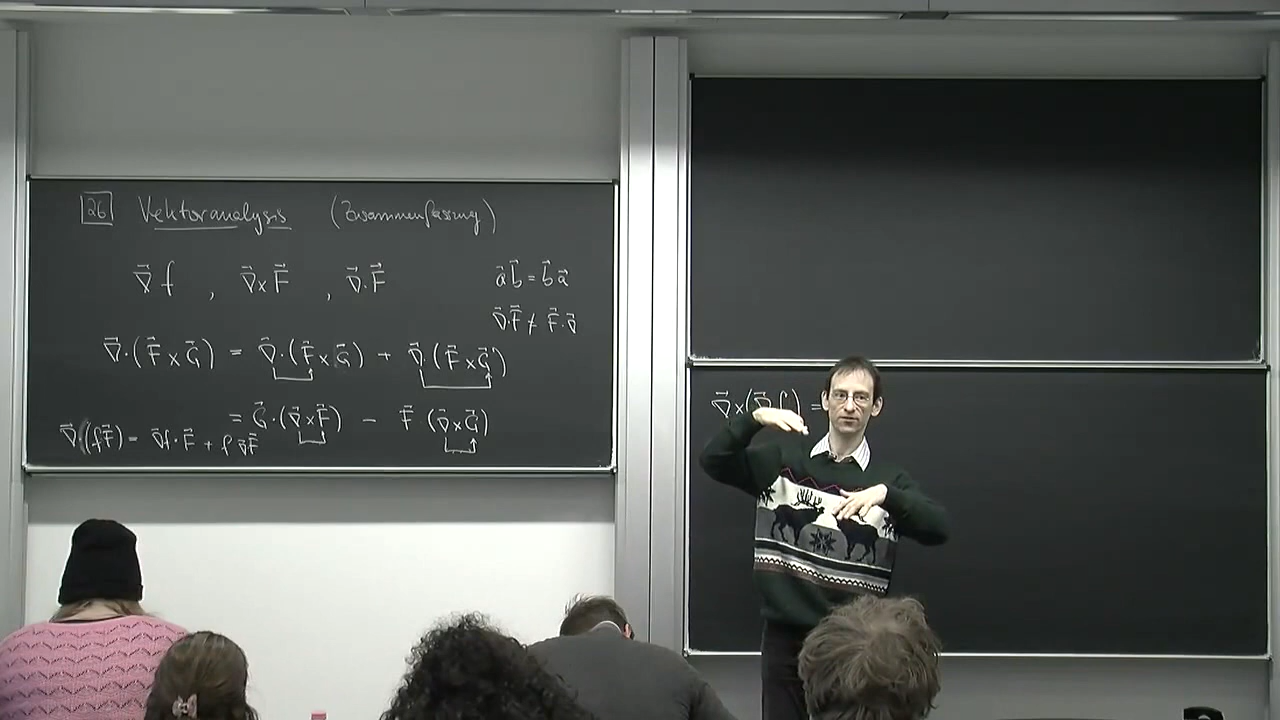 26 Vektoranalysis (Zusammenfassung)
∇⃗f , ∇⃗×F⃗ , ∇⃗·F⃗
a⃗b⃗ = b⃗a⃗
∇⃗·F⃗ ≠ F⃗·∇⃗
∇⃗·(F⃗×G⃗) = ∇⃗·(F⃗×G⃗) + ∇⃗·(F⃗×G⃗)
= G⃗·(∇⃗×F⃗) − F⃗(∇⃗×G⃗)
∇⃗·(fF⃗) = ∇⃗f·F⃗ + f∇⃗F⃗
∇⃗×(∇⃗f) =